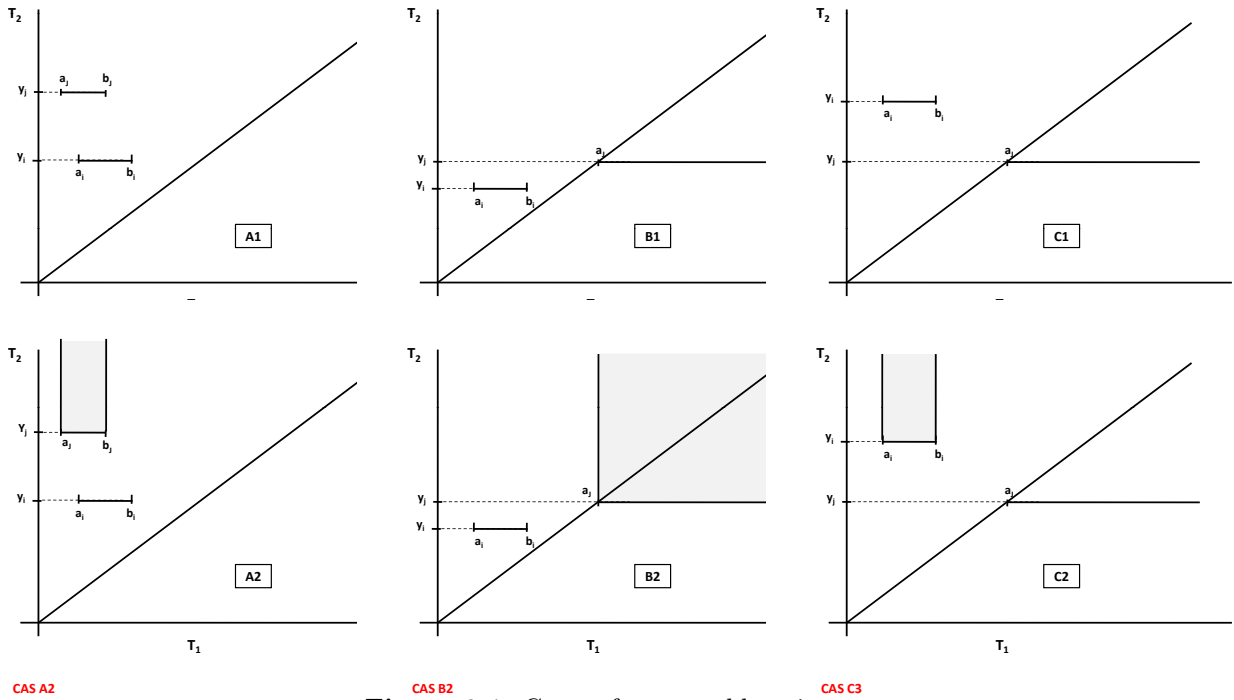 T2
aJ bJ
yj
yi
ai bi
A1
T2
aJ
yj
yi
ai bi
B1
T2
yi
ai bi
aJ
yj
C1
T2
Yj
aJ bJ
yi
ai bi
A2
T1
T2
aJ
yj
yi
ai bi
B2
T2
yi
ai bi
aJ
yj
C2
T1
CAS A2
CAS B2
CAS C3